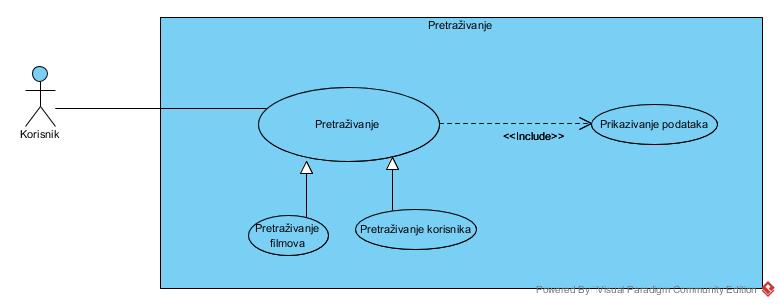 Pretraživanje
Korisnik
Pretraživanje
<<Include>>
Prikazivanje podataka
Pretraživanje
filmova
Pretraživanje korisnika
Powered By Visual Paradigm Community Edition